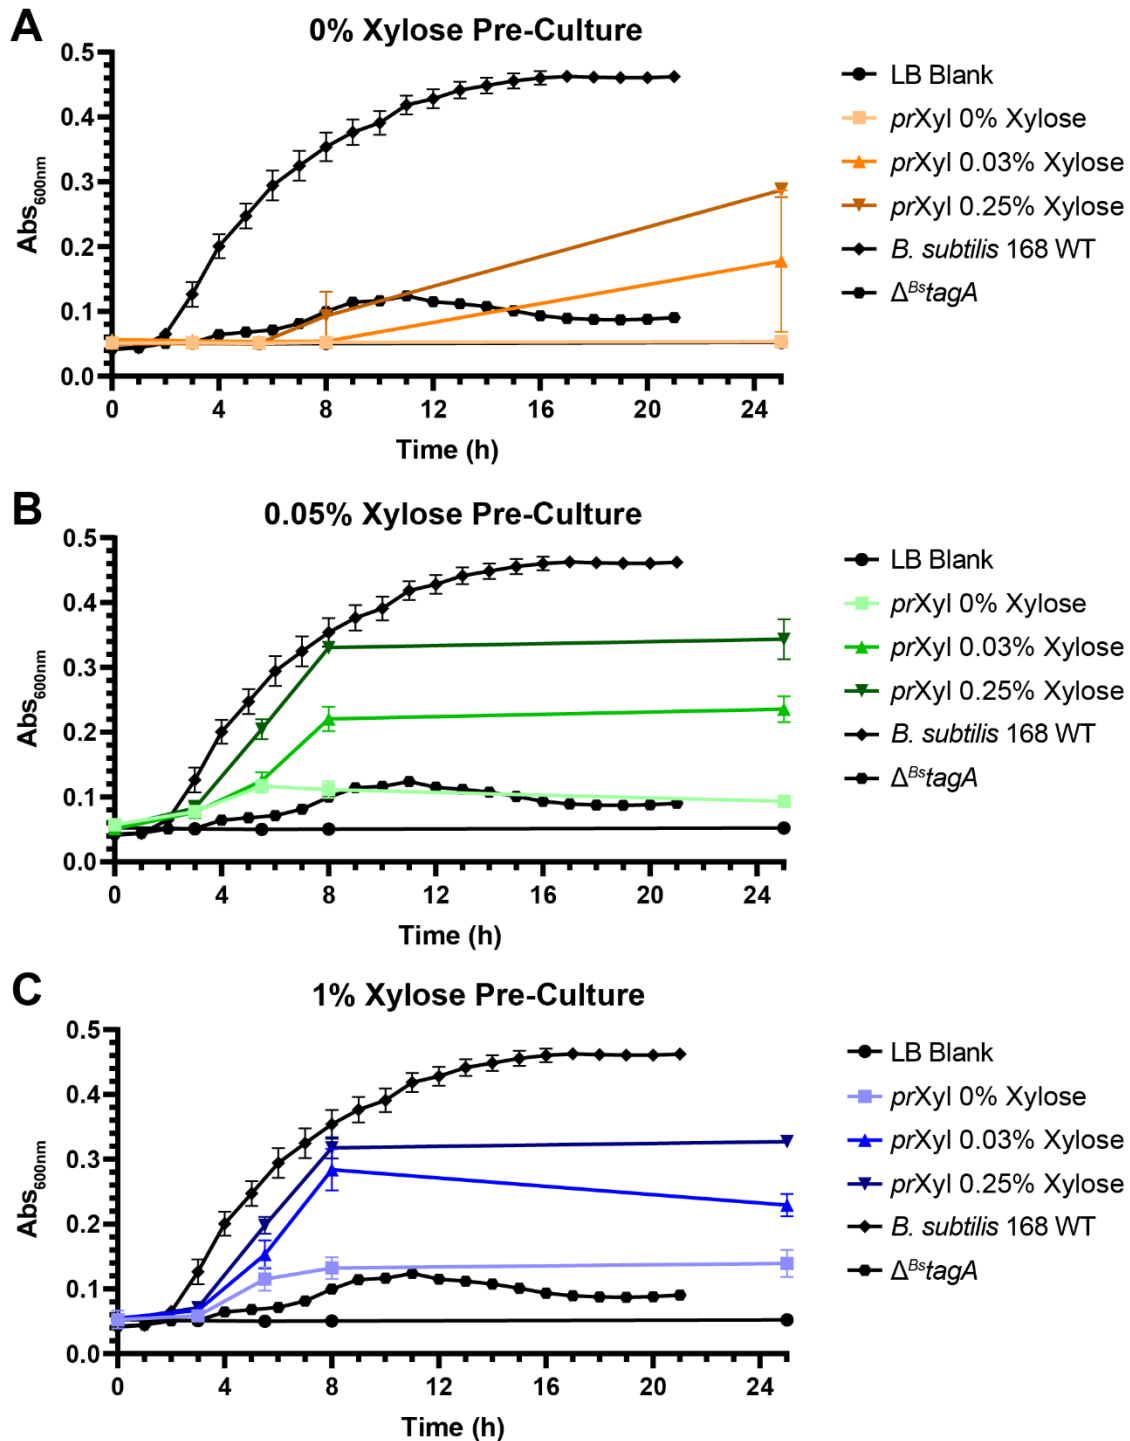 A
0% Xylose Pre-Culture
0.5
0.4
0.3
0.2
0.1
0.0
Abs600nm
0 4 8 12 16 20 24
Time (h)
LB Blank
prXyl 0% Xylose
prXyl 0.03% Xylose
prXyl 0.25% Xylose
B. subtilis 168 WT
ΔBstagA
B
0.05% Xylose Pre-Culture
0.5
0.4
0.3
0.2
0.1
0.0
Abs600nm
0 4 8 12 16 20 24
Time (h)
LB Blank
prXyl 0% Xylose
prXyl 0.03% Xylose
prXyl 0.25% Xylose
B. subtilis 168 WT
ΔBstagA
C
1% Xylose Pre-Culture
0.5
0.4
0.3
0.2
0.1
0.0
Abs600nm
0 4 8 12 16 20 24
Time (h)
LB Blank
prXyl 0% Xylose
prXyl 0.03% Xylose
prXyl 0.25% Xylose
B. subtilis 168 WT
ΔBstagA